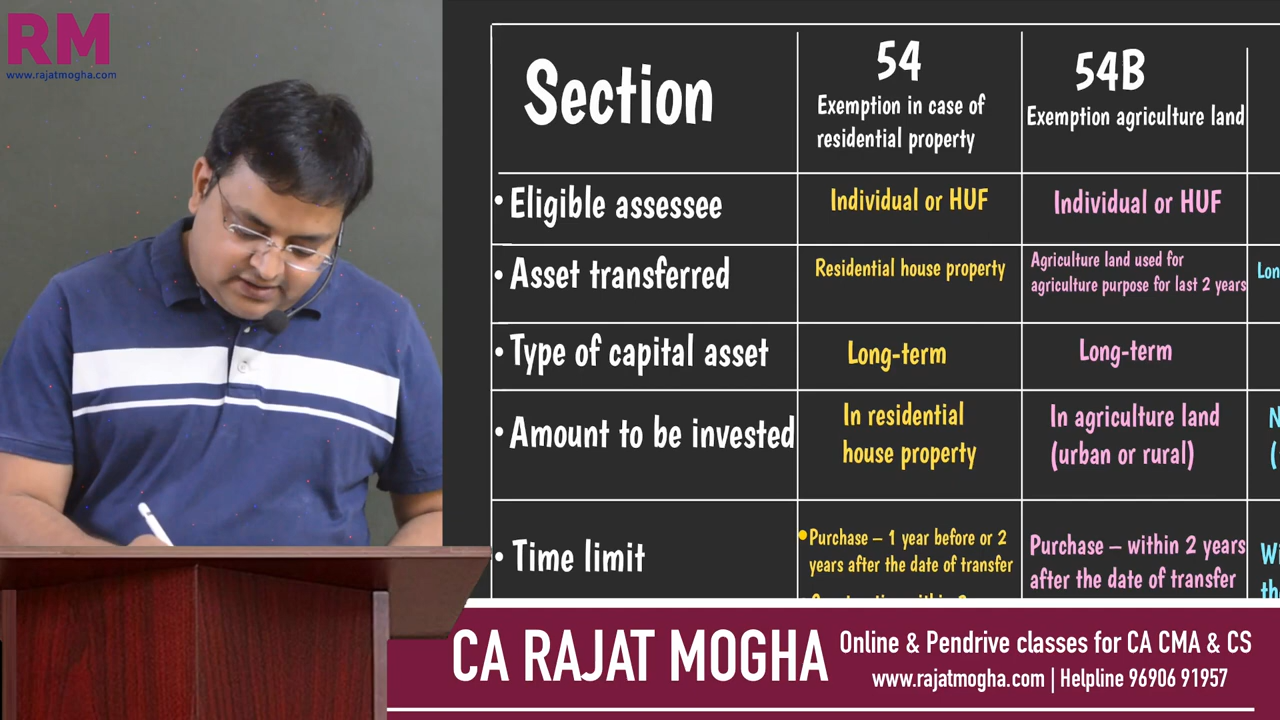 RM
www.rajatmogha.com
Section
54
Exemption in case of
residential property
54B
Exemption agriculture land
• Eligible assessee
Individual or HUF
Individual or HUF
• Asset transferred
Residential house property
Agriculture land used for
agriculture purpose for last 2 years
Lon
• Type of capital asset
Long-term
Long-term
• Amount to be invested
In residential
house property
In agriculture land
(urban or rural)
N
(
• Time limit
• Purchase – 1 year before or 2
years after the date of transfer
Purchase – within 2 years
after the date of transfer
Wi
th
CA RAJAT MOGHA
Online & Pendrive classes for CA CMA & CS
www.rajatmogha.com | Helpline 96906 91957